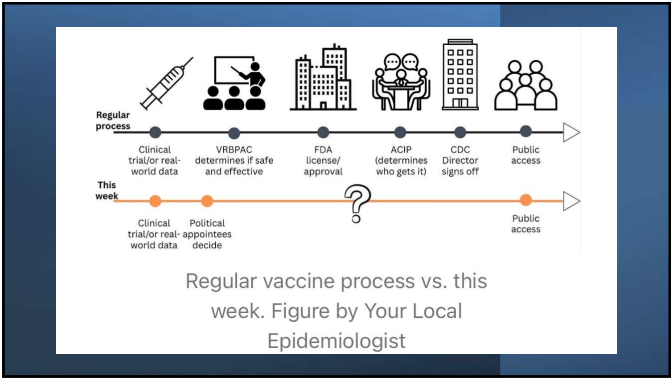 Regular
process
Clinical
trial/or real-
world data
VRBPAC
determines if safe
and effective
FDA
license/
approval
ACIP
(determines
who gets it)
CDC
Director
signs off
Public
access
This
week
?
Clinical
trial/or real-
world data
Political
appointees
decide
Public
access
Regular vaccine process vs. this
week. Figure by Your Local
Epidemiologist